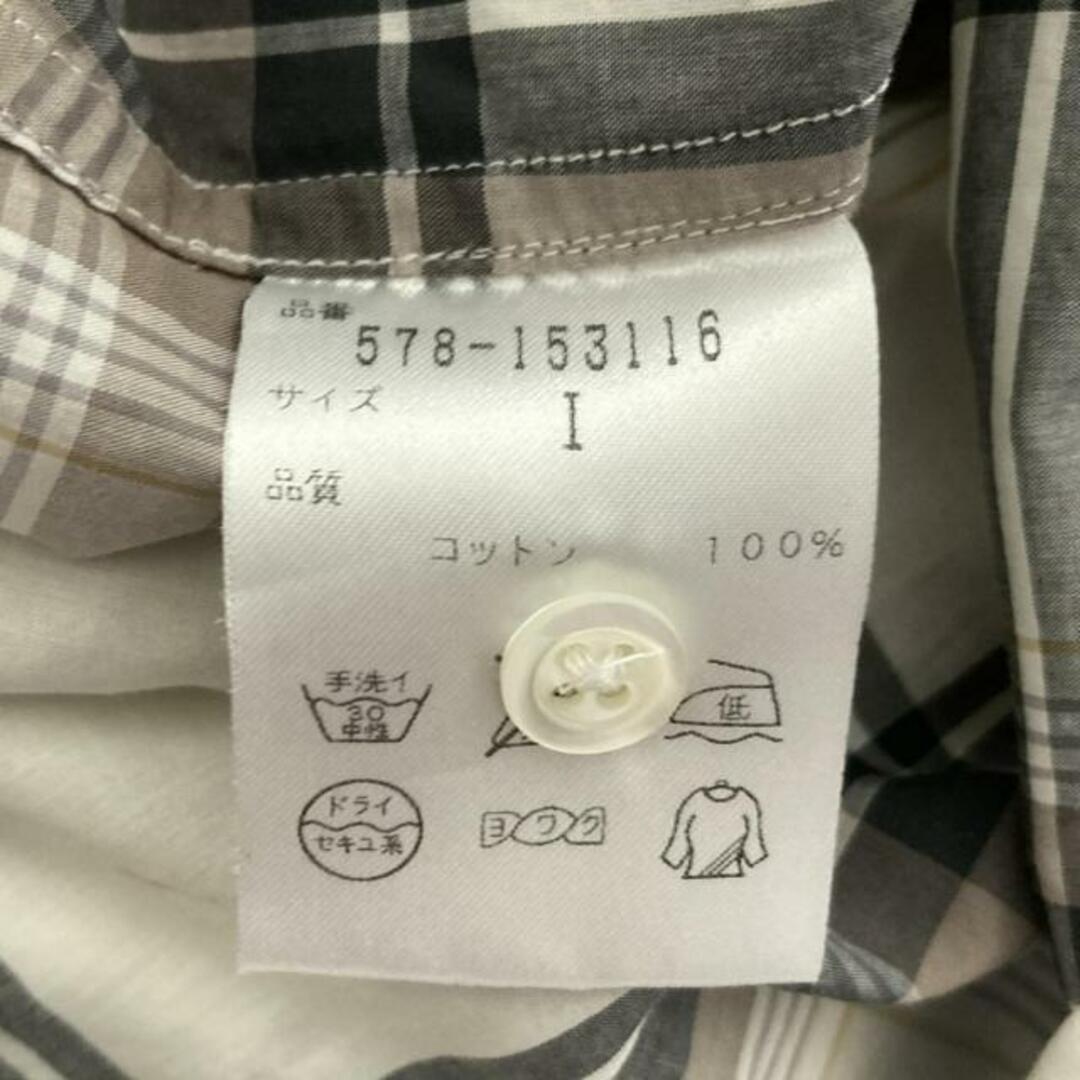 品番
578-153116
サイズ I
品質
コットン 100%
手洗イ
30
中性
低
ドライ
セキユ系
ヨワク